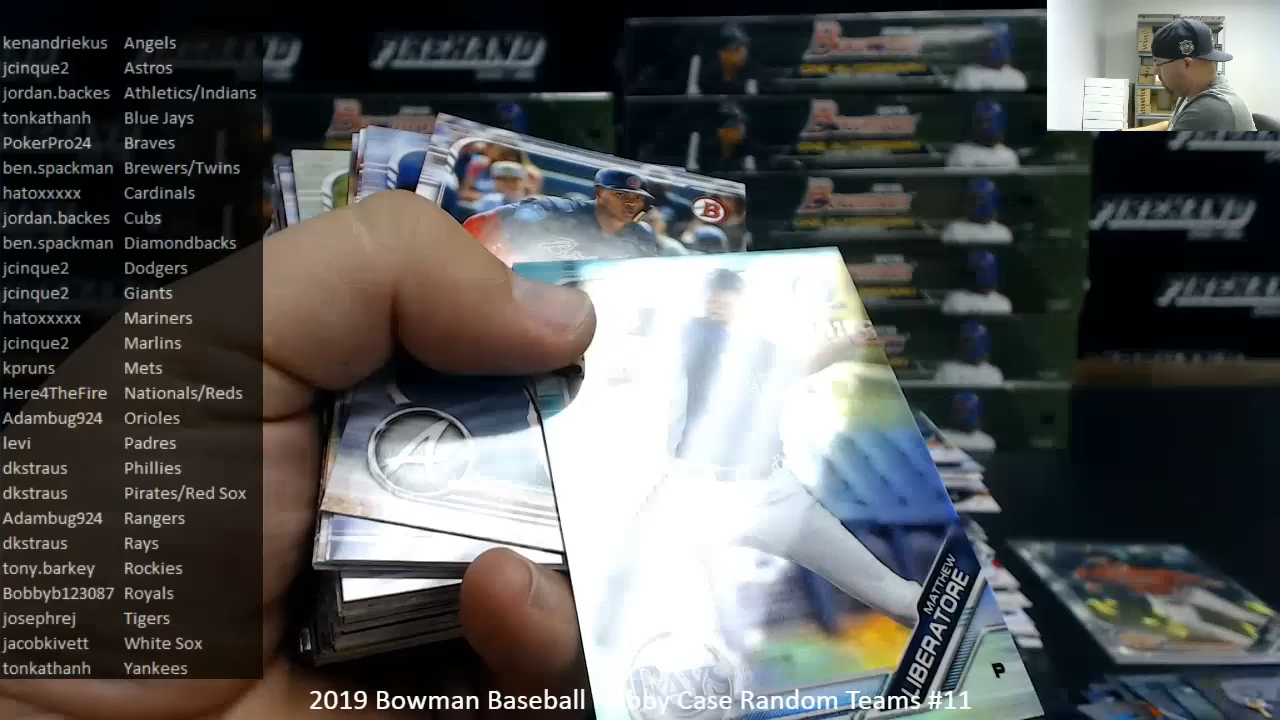 kenandriekus Angels
jcinque2 Astros
jordan.backes Athletics/Indians
tonkathanh Blue Jays
PokerPro24 Braves
ben.spackman Brewers/Twins
hatoxxxxx Cardinals
jordan.backes Cubs
ben.spackman Diamondbacks
jcinque2 Dodgers
jcinque2 Giants
hatoxxxxx Mariners
jcinque2 Marlins
kpruns Mets
Here4TheFire Nationals/Reds
Adambug924 Orioles
levi Padres
dkstraus Phillies
dkstraus Pirates/Red Sox
Adambug924 Rangers
dkstraus Rays
tony.barkey Rockies
Bobbyb123087 Royals
josephrej Tigers
jacobkivett White Sox
tonkathanh Yankees
FIREHAND
Bowman
B
A
MATTHEW
LIBERATORE
P
2019 Bowman Baseball Case Random Teams #11